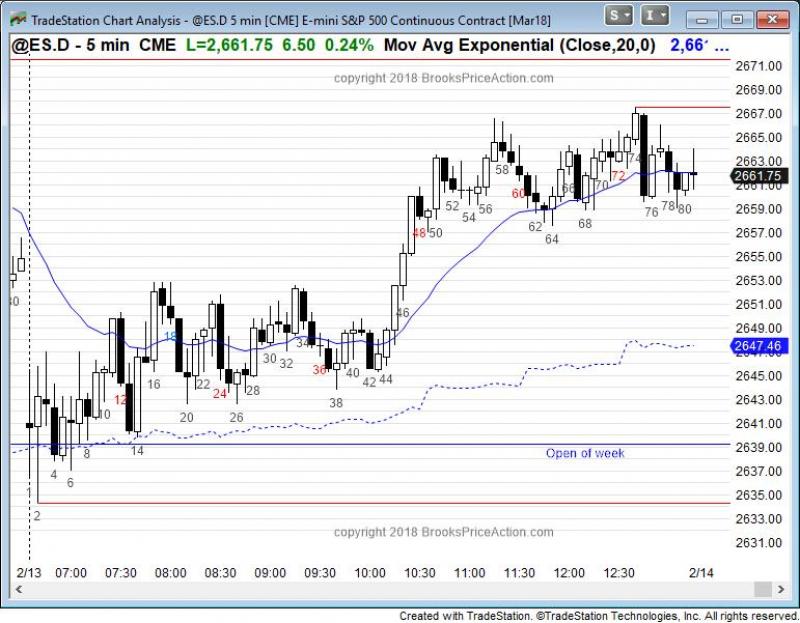 TradeStation Chart Analysis - @ES.D 5 min [CME] E-mini S&P 500 Continuous Contract [Mar18]
S I
@ES.D - 5 min CME L=2,661.75 6.50 0.24% Mov Avg Exponential (Close,20,0) 2,66 ...
copyright 2018 BrooksPriceAction.com
2671.00
2669.00
2667.00
2665.00
2663.00
2661.75
2661.00
2659.00
2657.00
2655.00
2653.00
2651.00
2649.00
2647.46
2645.00
2643.00
2641.00
2639.00
2637.00
2635.00
2633.00
2631.00
2 4 6 8 10 12 14 16 18 20 22 24 26 28 30 32 34 36 38 40 42 44 46 48 50 52 54 56 58 60 62 64 66 68 70 72 74 76 78 80
Open of week
copyright 2018 BrooksPriceAction.com
2/13 07:00 07:30 08:00 08:30 09:00 09:30 10:00 10:30 11:00 11:30 12:00 12:30 2/14
Created with TradeStation. ©TradeStation Technologies, Inc. All rights reserved.